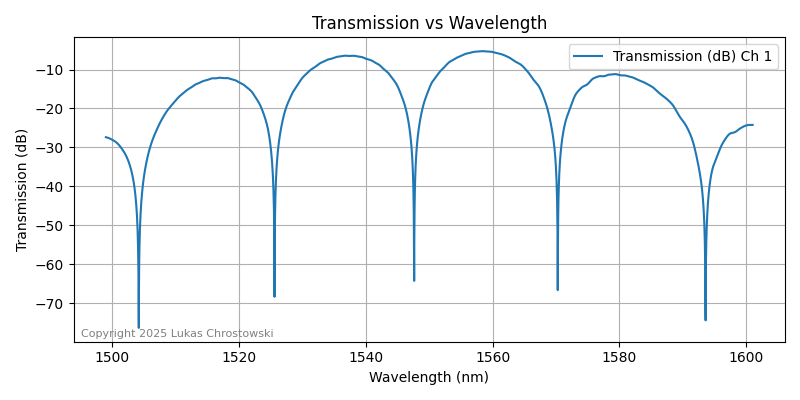 Transmission vs Wavelength
Transmission (dB) Ch 1
Transmission (dB)
−10
−20
−30
−40
−50
−60
−70
Copyright 2025 Lukas Chrostowski
1500 1520 1540 1560 1580 1600
Wavelength (nm)